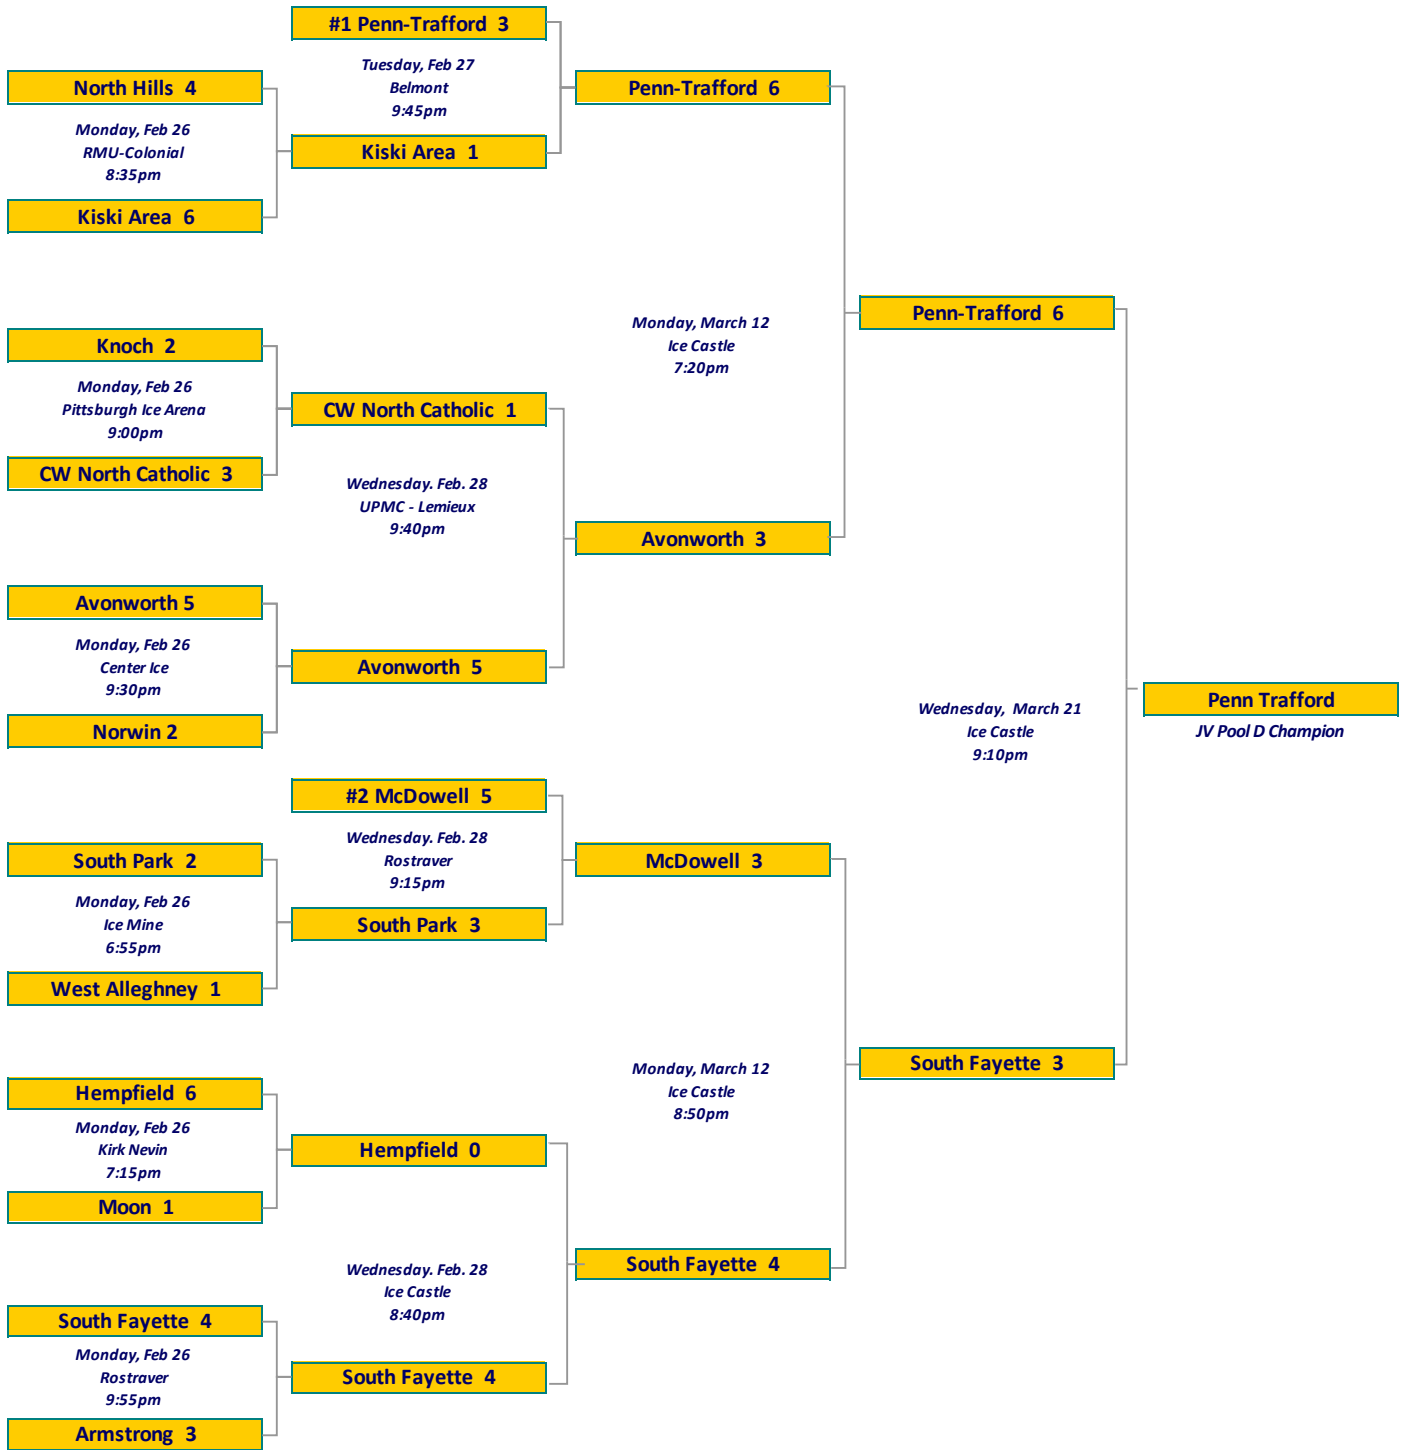 #1 Penn-Trafford 3
Tuesday, Feb 27
Belmont
9:45pm
North Hills 4
Penn-Trafford 6
Monday, Feb 26
RMU-Colonial
8:35pm
Kiski Area 1
Kiski Area 6
Penn-Trafford 6
Monday, March 12
Ice Castle
7:20pm
Knoch 2
Monday, Feb 26
Pittsburgh Ice Arena
9:00pm
CW North Catholic 1
CW North Catholic 3
Wednesday. Feb. 28
UPMC - Lemieux
9:40pm
Avonworth 3
Avonworth 5
Monday, Feb 26
Center Ice
9:30pm
Avonworth 5
Norwin 2
Wednesday, March 21
Ice Castle
9:10pm
Penn Trafford
JV Pool D Champion
#2 McDowell 5
Wednesday. Feb. 28
Rostraver
9:15pm
South Park 2
McDowell 3
Monday, Feb 26
Ice Mine
6:55pm
South Park 3
West Alleghney 1
South Fayette 3
Monday, March 12
Ice Castle
8:50pm
Hempfield 6
Monday, Feb 26
Kirk Nevin
7:15pm
Hempfield 0
Moon 1
Wednesday. Feb. 28
Ice Castle
8:40pm
South Fayette 4
South Fayette 4
Monday, Feb 26
Rostraver
9:55pm
South Fayette 4
Armstrong 3